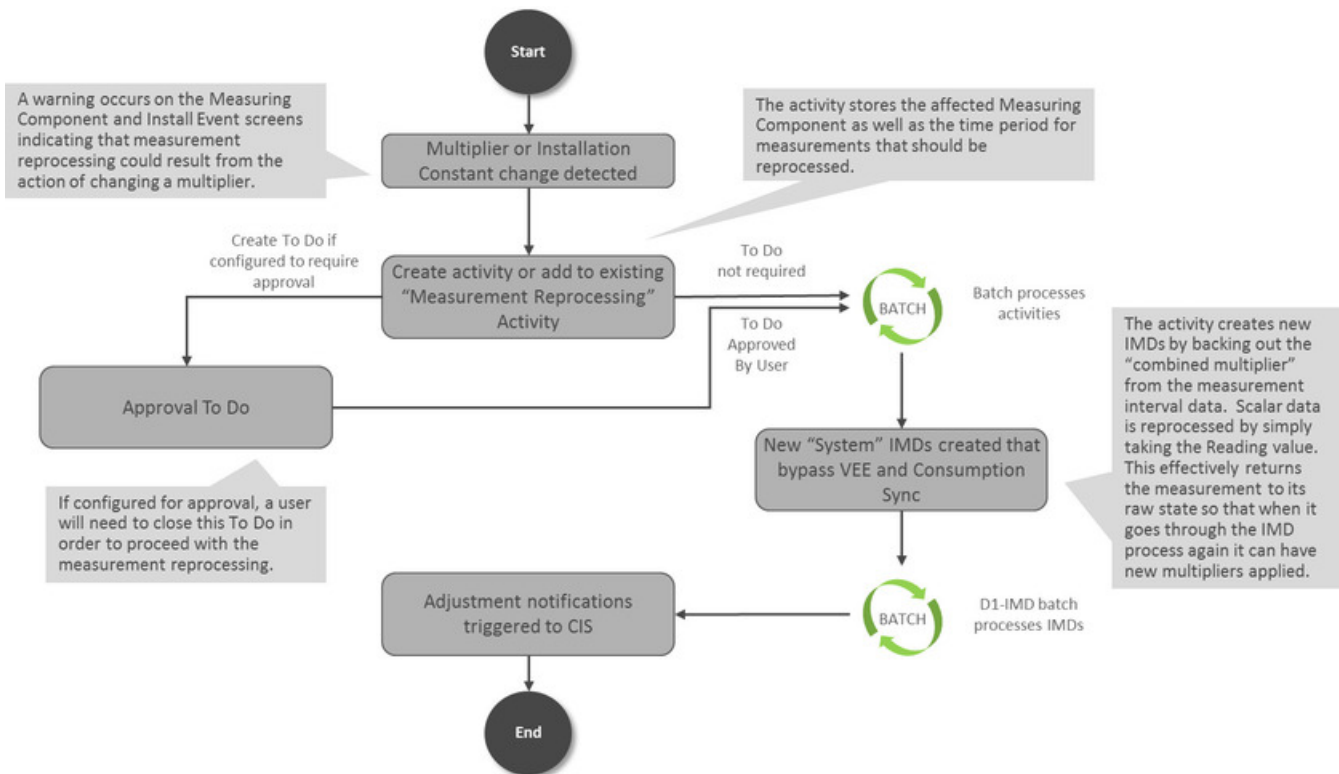 Start
A warning occurs on the Measuring
Component and Install Event screens
indicating that measurement
reprocessing could result from the
action of changing a multiplier.
The activity stores the affected Measuring
Component as well as the time period for
measurements that should be
reprocessed.
Multiplier or Installation
Constant change detected
Create To Do if
configured to require
approval
Create activity or add to existing
“Measurement Reprocessing”
Activity
To Do
not required
To Do
Approved
By User
BATCH
Batch processes
activities
The activity creates new
IMDs by backing out the
“combined multiplier”
from the measurement
interval data. Scalar data
is reprocessed by simply
taking the Reading value.
This effectively returns
the measurement to its
raw state so that when it
goes through the IMD
process again it can have
new multipliers applied.
Approval To Do
If configured for approval, a user
will need to close this To Do in
order to proceed with the
measurement reprocessing.
New “System” IMDs created that
bypass VEE and Consumption
Sync
BATCH
D1-IMD batch
processes IMDs
Adjustment notifications
triggered to CIS
End